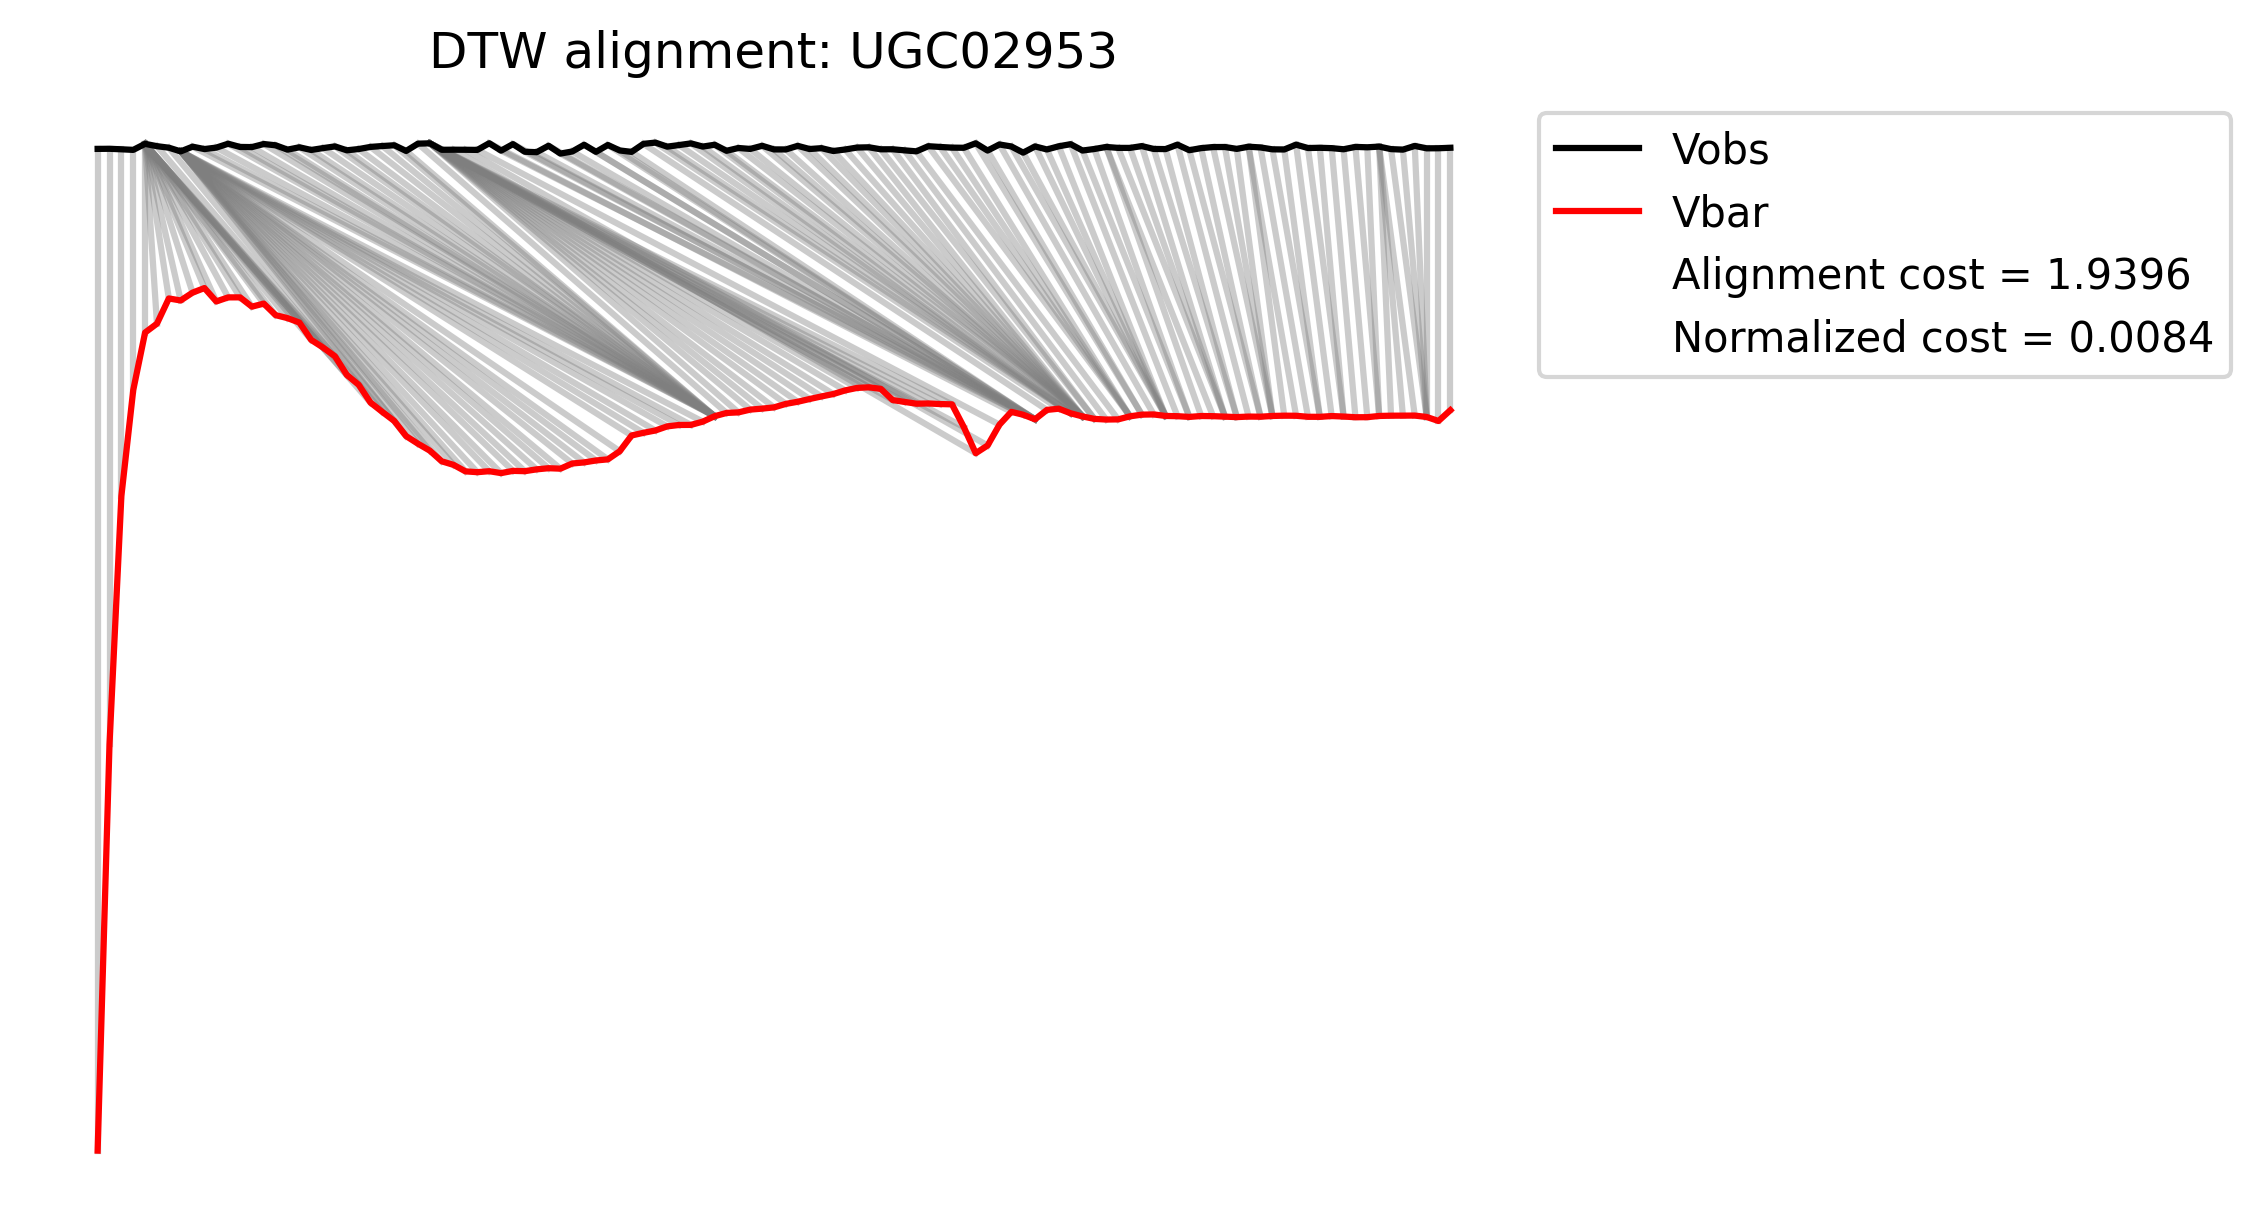 DTW alignment: UGC02953
Vobs
Vbar
Alignment cost = 1.9396
Normalized cost = 0.0084